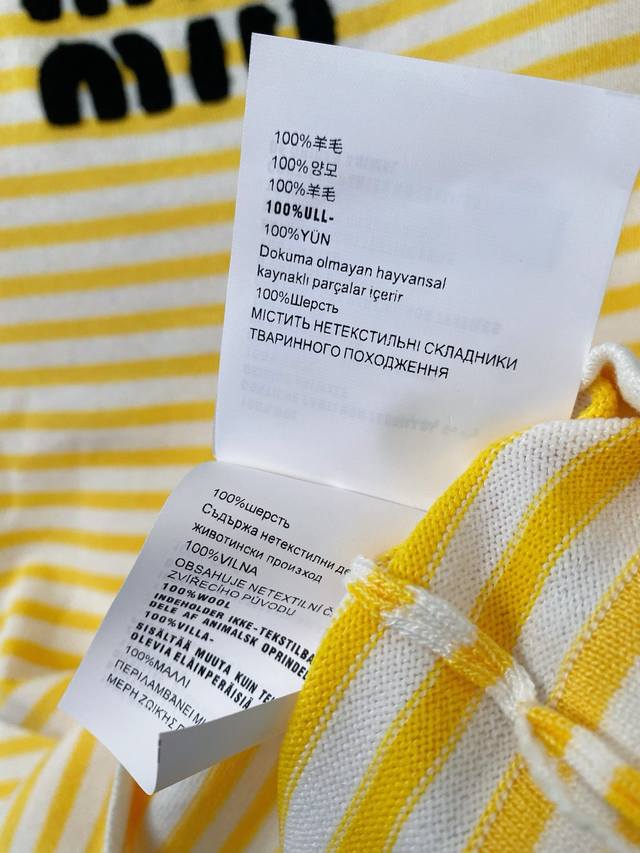 100%羊毛
100%양모
100%羊毛
100%ULL-
100%YÜN
Dokuma olmayan hayvansal
kaynaklı parçalar içerir
100%Шерсть
МІСТИТЬ НЕТЕКСТИЛЬНІ СКЛАДНИКИ
ТВАРИННОГО ПОХОДЖЕННЯ
100%шерсть
Съдържа нетекстилни
животински произход
100%VILNA
OBSAHUJE NETEXTILNÍ
ZVÍŘECÍHO PŮVODU
100%WOOL
INDEHOLDER IKKE-TEKSTILBA
DELE AF ANIMALSK OPRINDEL
100%VILLA-
SISÄLTÄÄ MUUTA KUIN
OLEVIA ELÄINPERÄISIÄ
100%ΜΑΛΛΙ
ΠΕΡΙΛΑΜΒΑΝΕΙ
ΜΕΡΗ ΖΩΙΚΗΣ